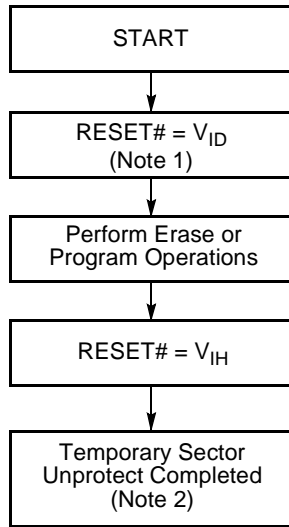 START
RESET# = VID
(Note 1)
Perform Erase or
Program Operations
RESET# = VIH
Temporary Sector
Unprotect Completed
(Note 2)